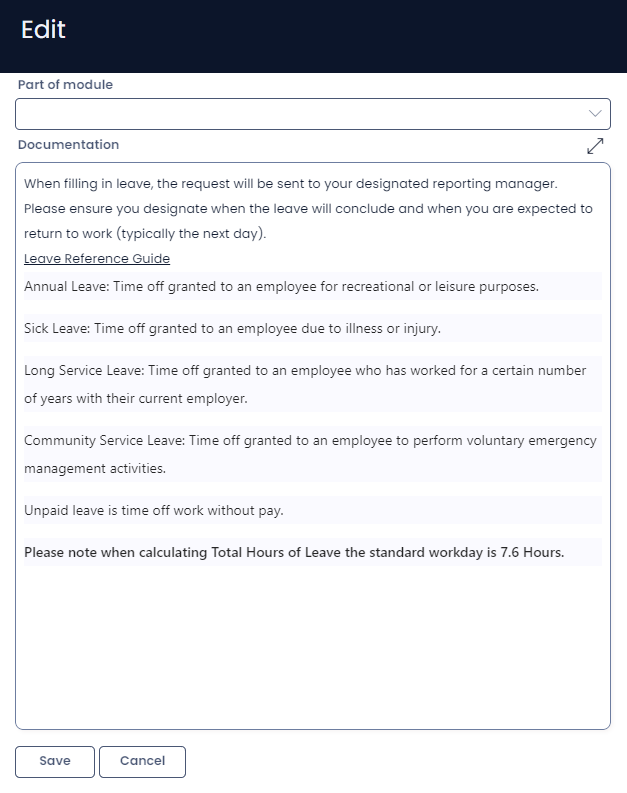 Edit
Part of module
Documentation
When filling in leave, the request will be sent to your designated reporting manager.
Please ensure you designate when the leave will conclude and when you are expected to
return to work (typically the next day).
Leave Reference Guide
Annual Leave: Time off granted to an employee for recreational or leisure purposes.
Sick Leave: Time off granted to an employee due to illness or injury.
Long Service Leave: Time off granted to an employee who has worked for a certain number
of years with their current employer.
Community Service Leave: Time off granted to an employee to perform voluntary emergency
management activities.
Unpaid leave is time off work without pay.
Please note when calculating Total Hours of Leave the standard workday is 7.6 Hours.
Save
Cancel